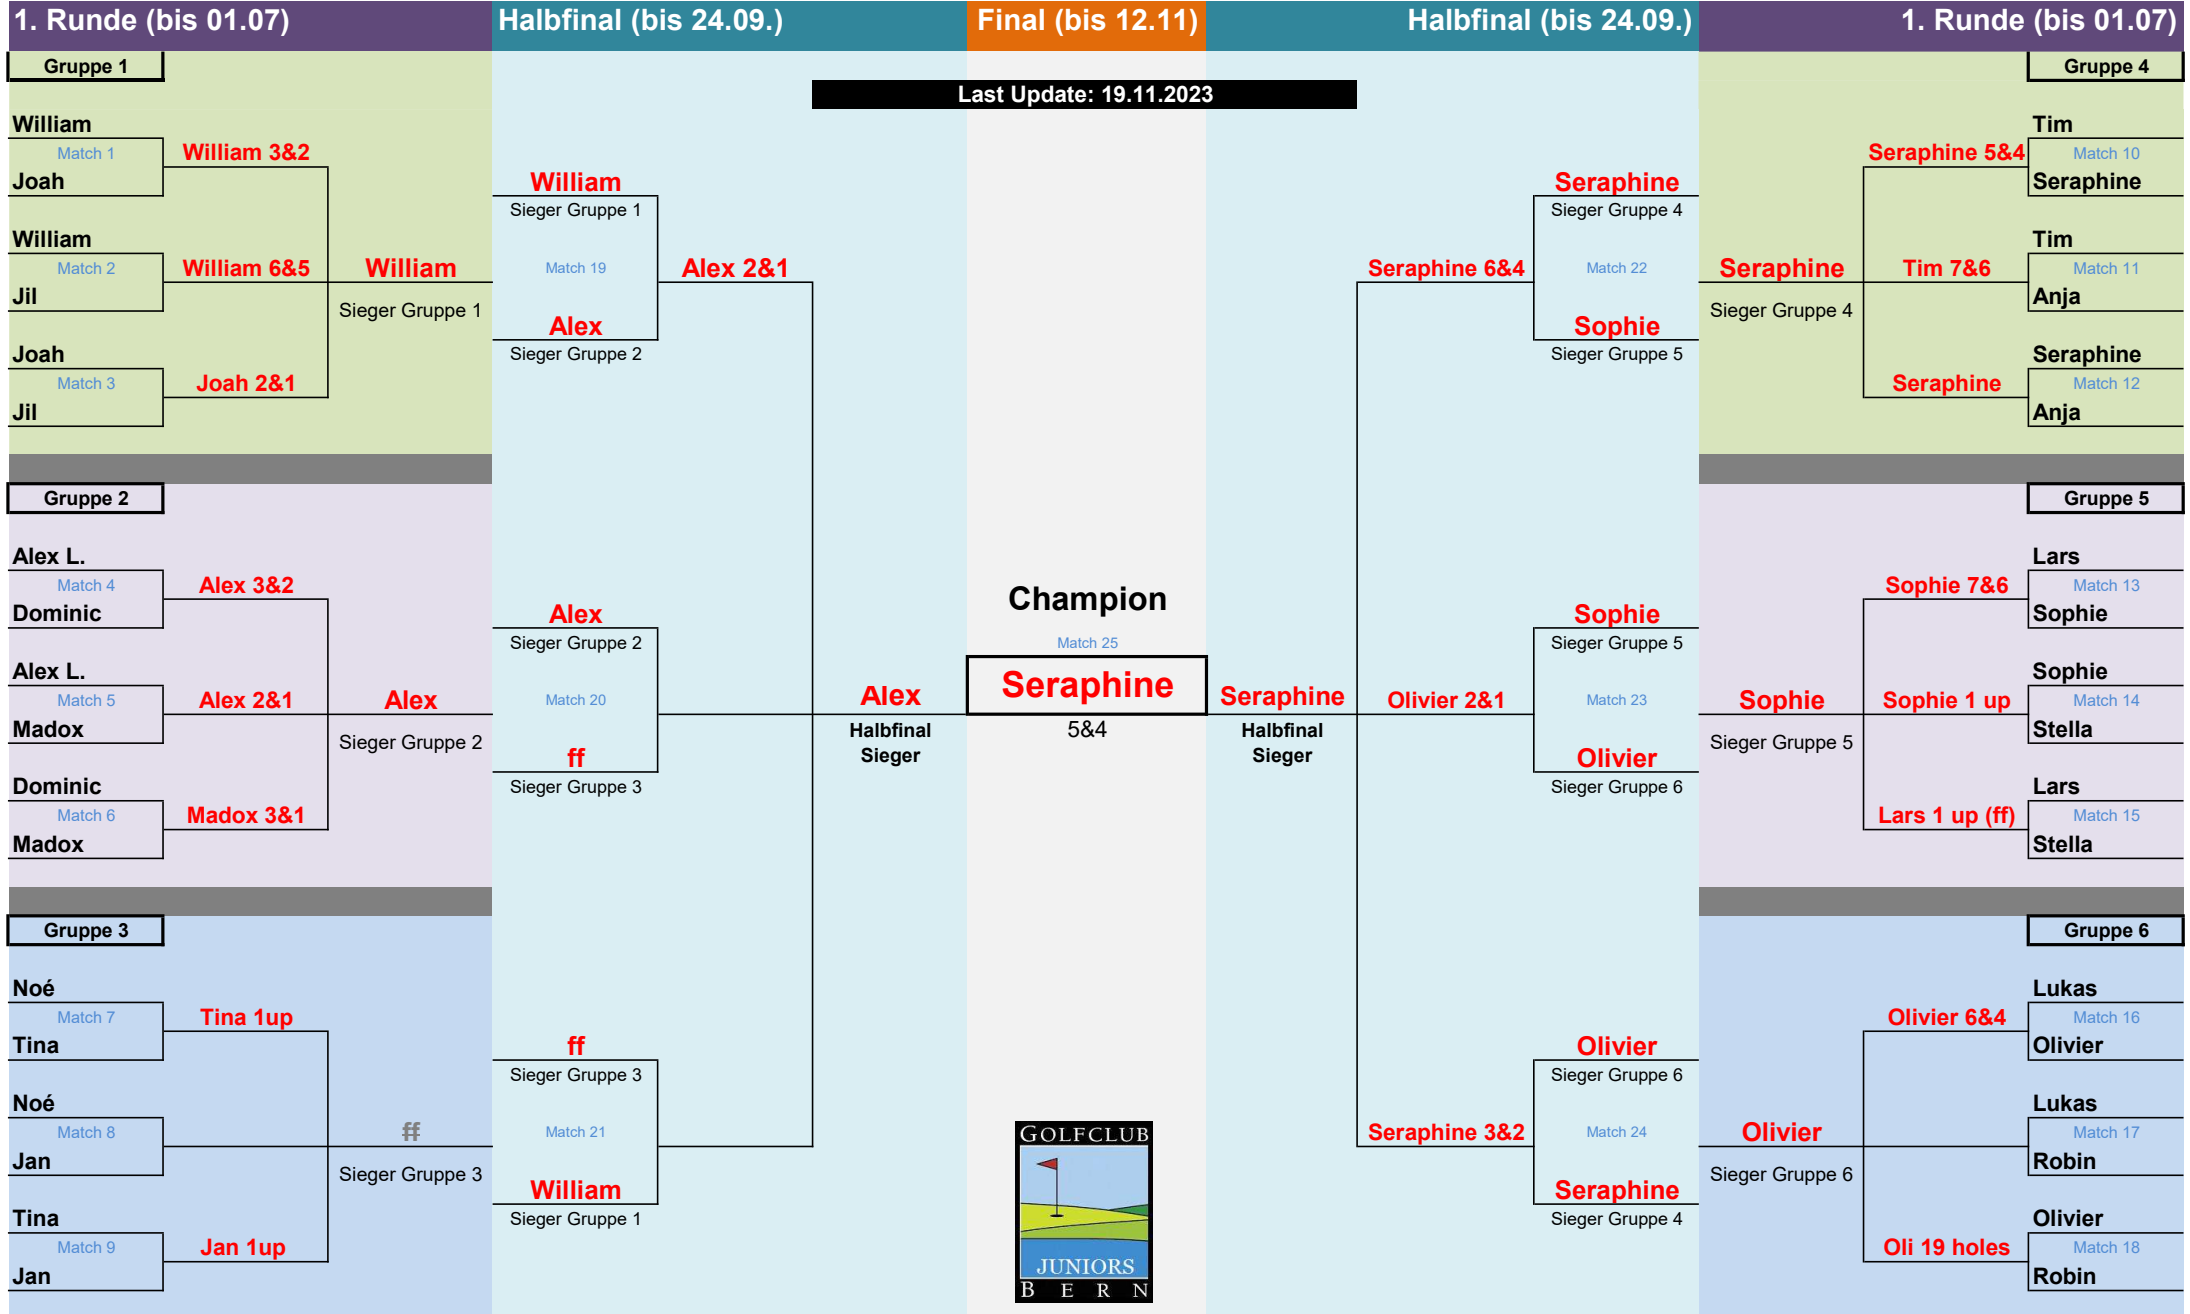 1. Runde (bis 01.07)
Halbfinal (bis 24.09.)
Final (bis 12.11)
Halbfinal (bis 24.09.)
1. Runde (bis 01.07)
Last Update: 19.11.2023
Gruppe 1
William
Match 1
William 3&2
Joah
William
Match 2
William 6&5
Jil
Joah
Match 3
Joah 2&1
Jil
William
Sieger Gruppe 1
Gruppe 2
Alex L.
Match 4
Alex 3&2
Dominic
Alex L.
Match 5
Alex 2&1
Madox
Dominic
Match 6
Madox 3&1
Madox
Alex
Sieger Gruppe 2
Gruppe 3
Noé
Match 7
Tina 1up
Tina
Noé
Match 8
Jan
Tina
Match 9
Jan 1up
Jan
ff
Sieger Gruppe 3
William
Sieger Gruppe 1
Match 19
Alex 2&1
Alex
Sieger Gruppe 2
Alex
Sieger Gruppe 2
Match 20
ff
Sieger Gruppe 3
ff
Sieger Gruppe 3
Match 21
William
Sieger Gruppe 1
Alex
Halbfinal
Sieger
Champion
Match 25
Seraphine
5&4
GOLFCLUB
JUNIORS
BERN
Seraphine
Halbfinal
Sieger
Seraphine
Sieger Gruppe 4
Seraphine 6&4
Match 22
Sophie
Sieger Gruppe 5
Sophie
Sieger Gruppe 5
Olivier 2&1
Match 23
Olivier
Sieger Gruppe 6
Olivier
Sieger Gruppe 6
Seraphine 3&2
Match 24
Seraphine
Sieger Gruppe 4
Gruppe 4
Tim
Seraphine 5&4
Match 10
Seraphine
Tim
Tim 7&6
Match 11
Anja
Seraphine
Seraphine
Match 12
Anja
Seraphine
Sieger Gruppe 4
Gruppe 5
Lars
Sophie 7&6
Match 13
Sophie
Sophie
Sophie 1 up
Match 14
Stella
Lars
Lars 1 up (ff)
Match 15
Stella
Sophie
Sieger Gruppe 5
Gruppe 6
Lukas
Olivier 6&4
Match 16
Olivier
Lukas
Match 17
Robin
Olivier
Oli 19 holes
Match 18
Robin
Olivier
Sieger Gruppe 6